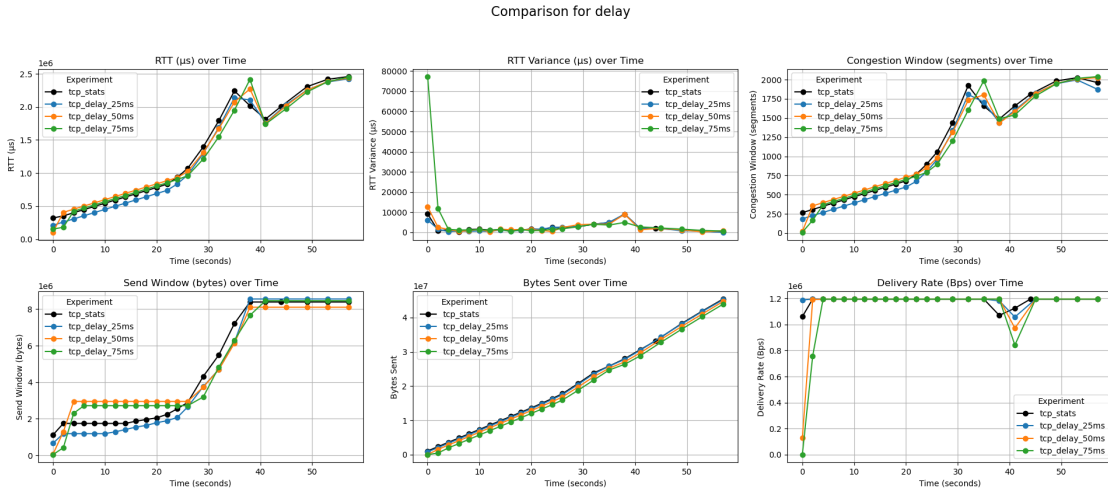 Comparison for delay
RTT (µs) over Time
1e6
RTT (µs)
2.5
2.0
1.5
1.0
0.5
0.0
Experiment
tcp_stats
tcp_delay_25ms
tcp_delay_50ms
tcp_delay_75ms
0 10 20 30 40 50
Time (seconds)
RTT Variance (µs) over Time
RTT Variance (µs)
80000
70000
60000
50000
40000
30000
20000
10000
0
Experiment
tcp_stats
tcp_delay_25ms
tcp_delay_50ms
tcp_delay_75ms
0 10 20 30 40 50
Time (seconds)
Congestion Window (segments) over Time
Congestion Window (segments)
2000
1750
1500
1250
1000
750
500
250
0
Experiment
tcp_stats
tcp_delay_25ms
tcp_delay_50ms
tcp_delay_75ms
0 10 20 30 40 50
Time (seconds)
Send Window (bytes) over Time
1e6
Send Window (bytes)
8
6
4
2
0
Experiment
tcp_stats
tcp_delay_25ms
tcp_delay_50ms
tcp_delay_75ms
0 10 20 30 40 50
Time (seconds)
Bytes Sent over Time
1e7
Bytes Sent
4
3
2
1
0
Experiment
tcp_stats
tcp_delay_25ms
tcp_delay_50ms
tcp_delay_75ms
0 10 20 30 40 50
Time (seconds)
Delivery Rate (Bps) over Time
1e6
Delivery Rate (Bps)
1.2
1.0
0.8
0.6
0.4
0.2
0.0
Experiment
tcp_stats
tcp_delay_25ms
tcp_delay_50ms
tcp_delay_75ms
0 10 20 30 40 50
Time (seconds)